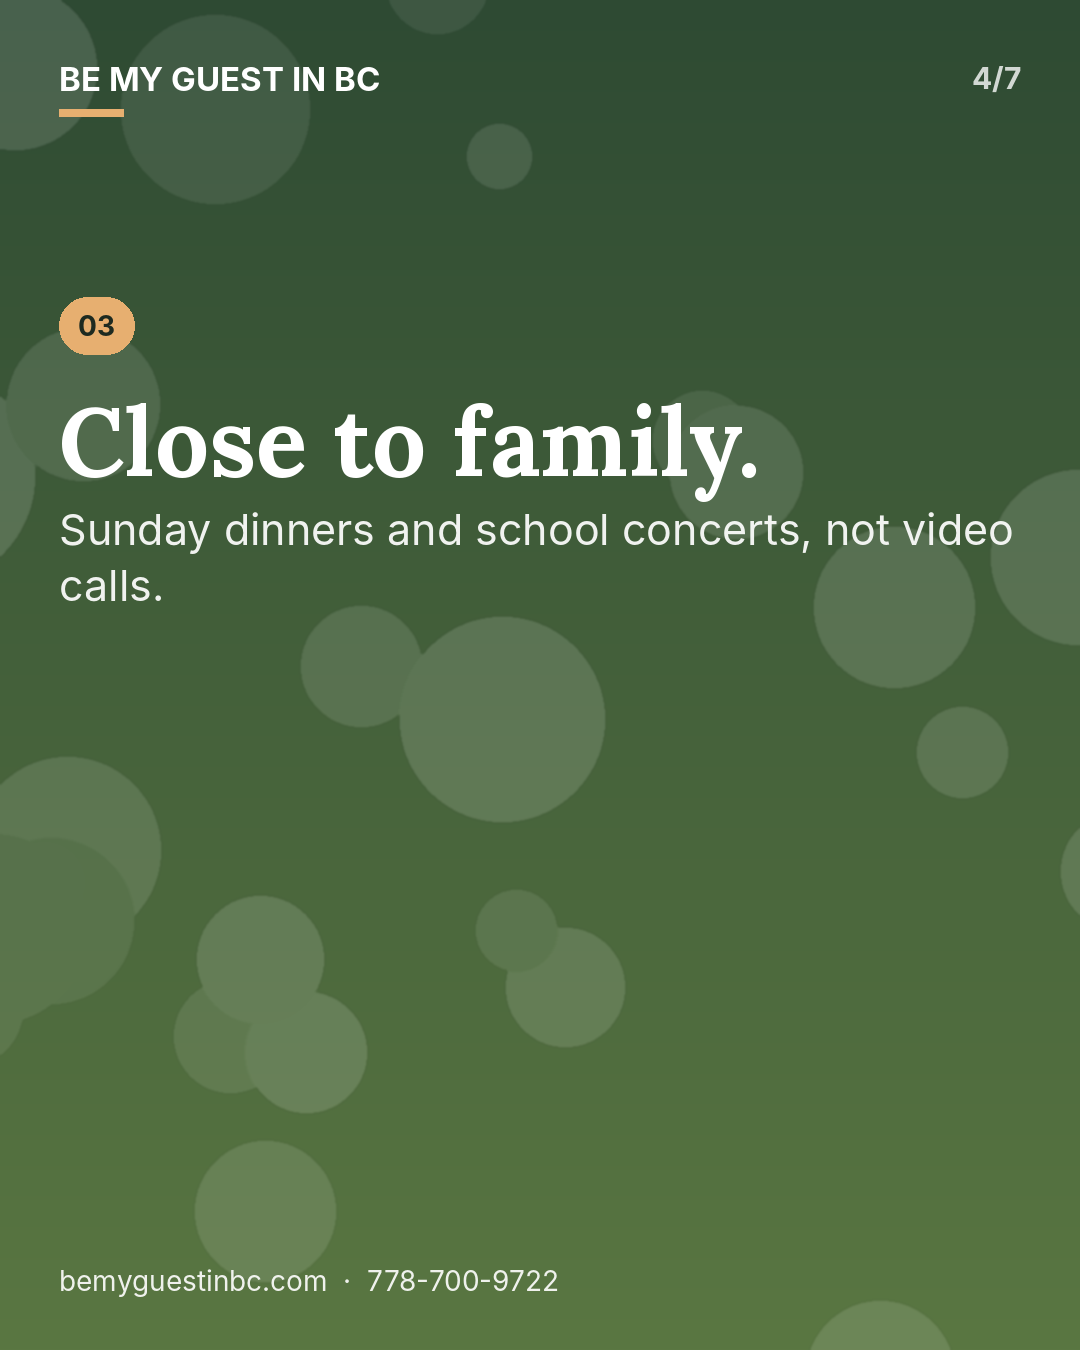 BE MY GUEST IN BC
4/7
03
Close to family.
Sunday dinners and school concerts, not video
calls.
bemyguestinbc.com · 778-700-9722